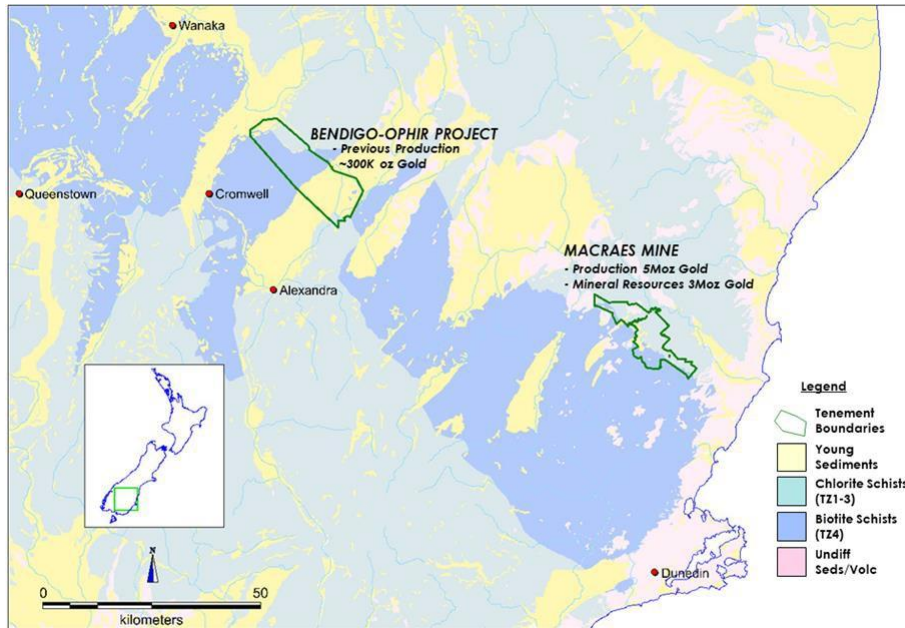 Wanaka
BENDIGO-OPHIR PROJECT
- Previous Production
~300K oz Gold
Queenstown
Cromwell
MACRAES MINE
- Production 5Moz Gold
- Mineral Resources 3Moz Gold
Alexandra
Legend
Tenement
Boundaries
Young
Sediments
Chlorite Schists
(TZ1-3)
Biotite Schists
(TZ4)
Undiff
Seds/Volc
N
Dunedin
0 50
kilometers